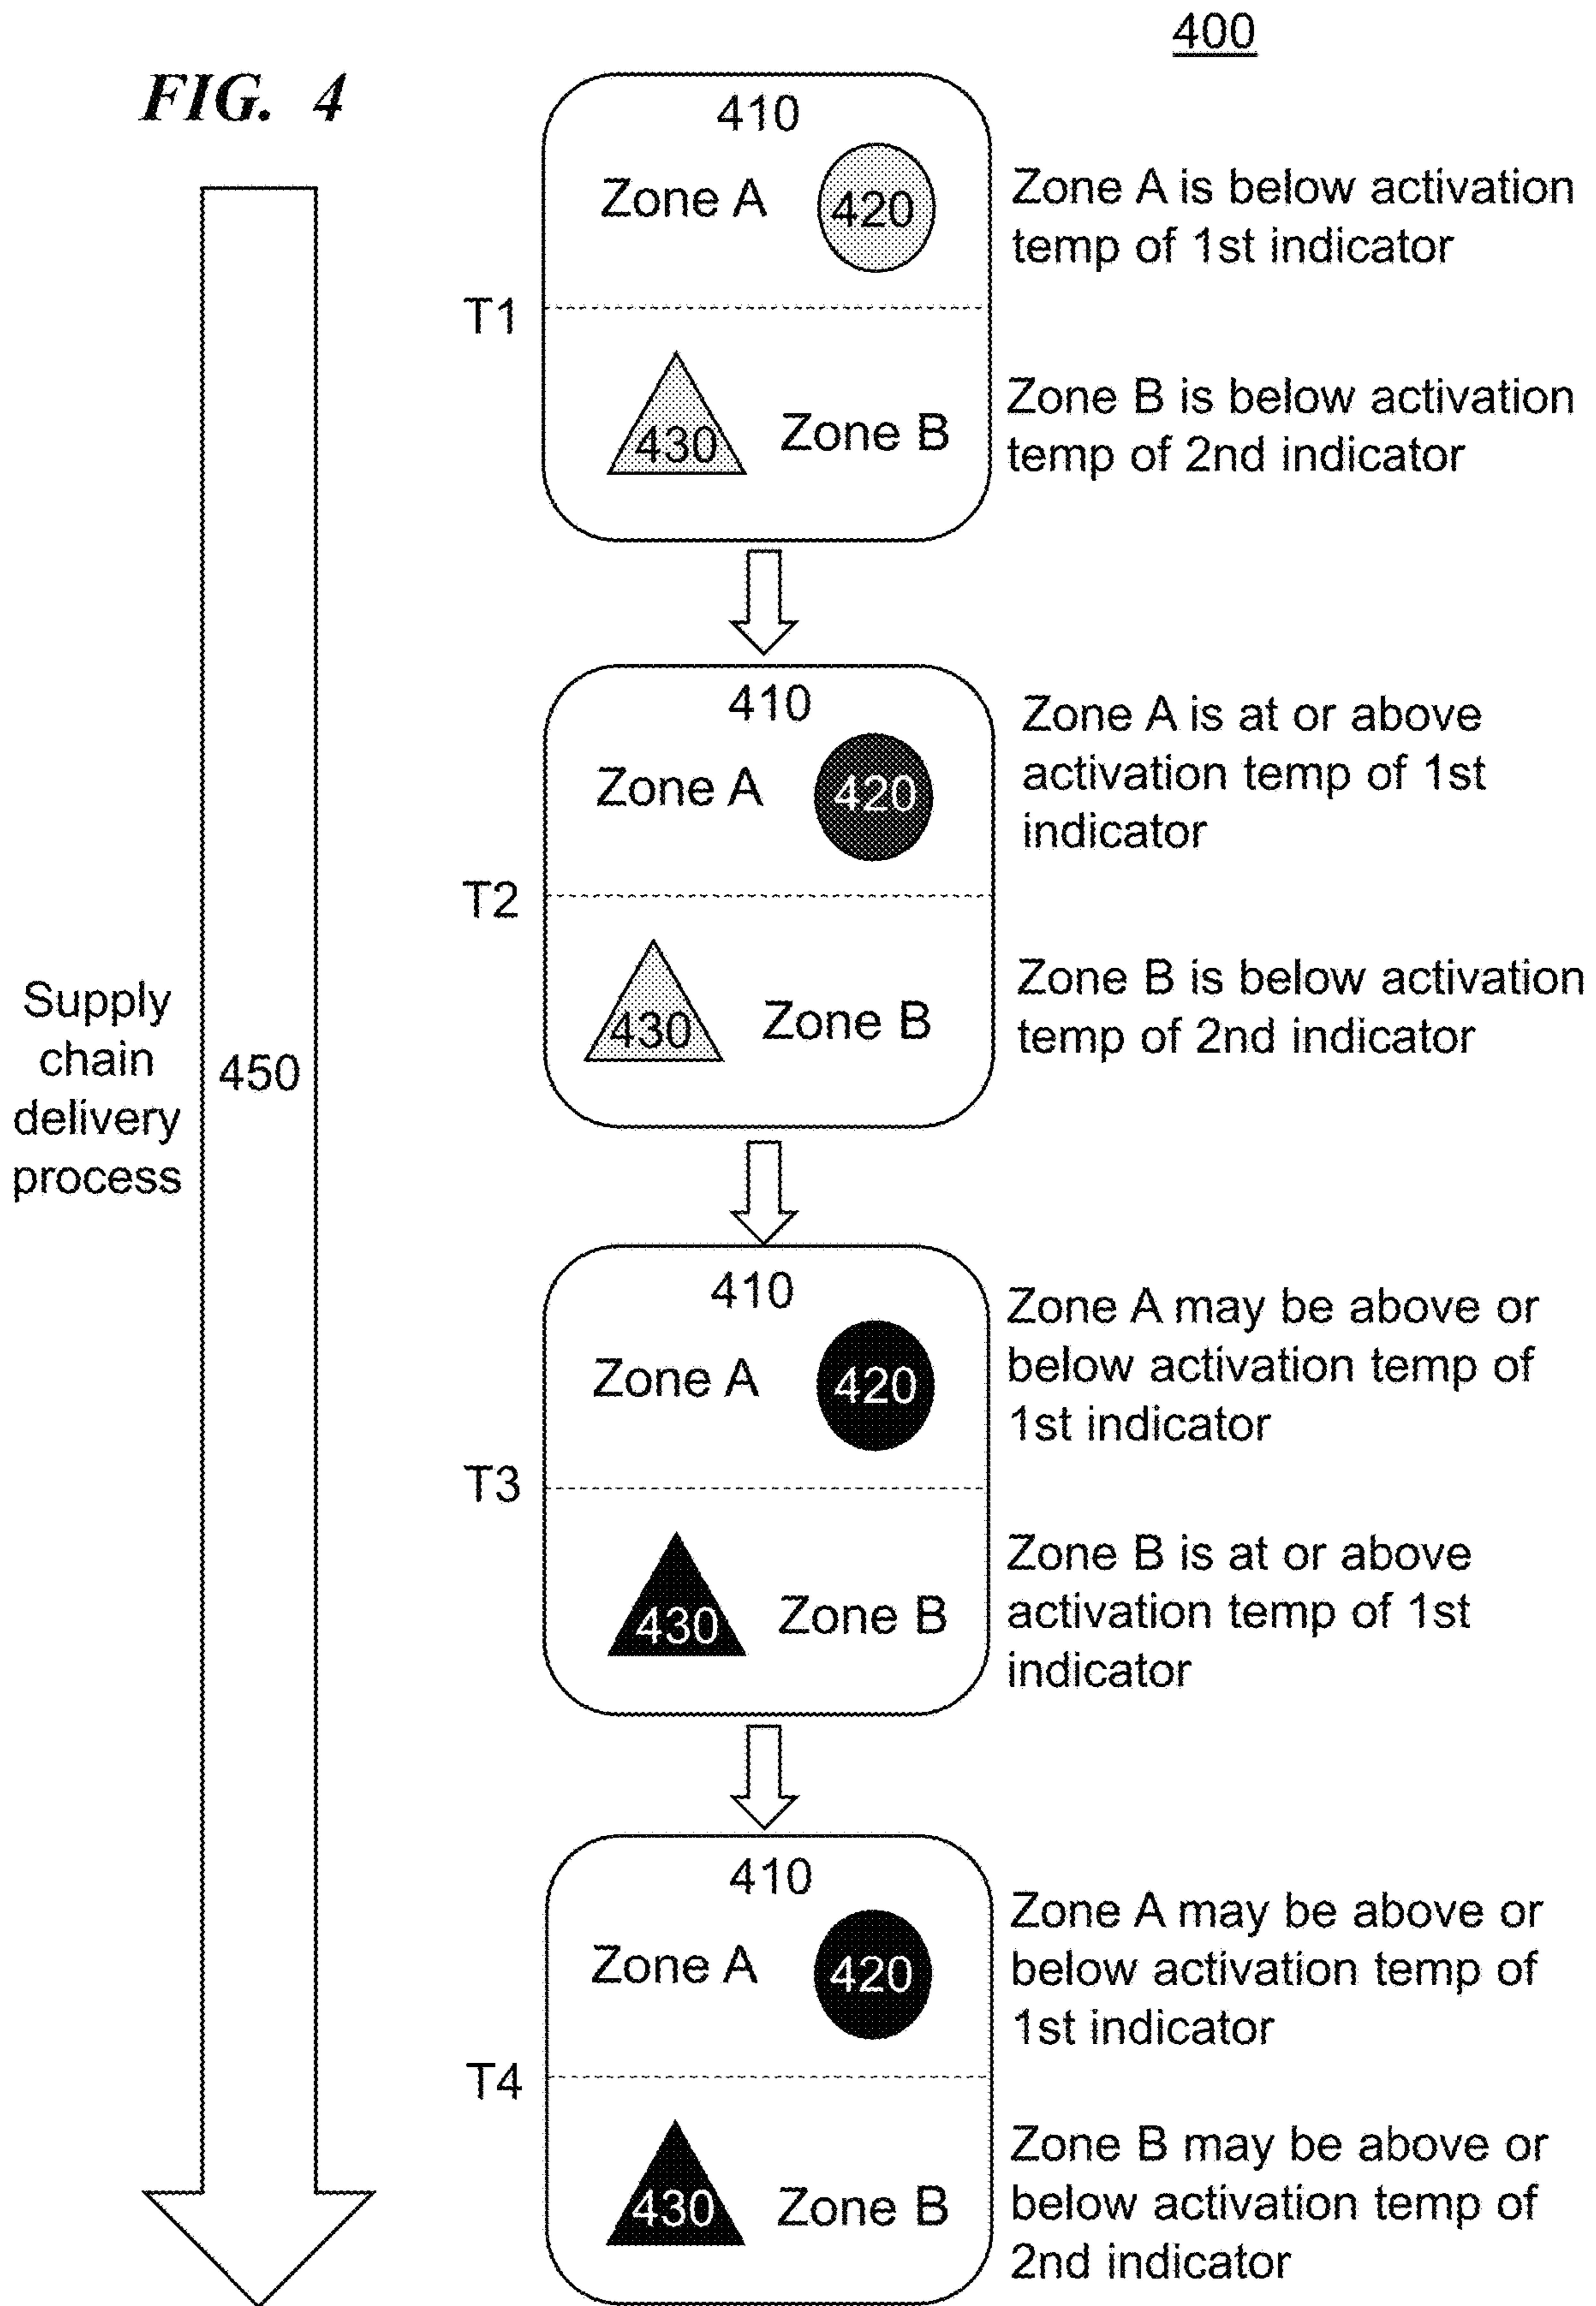 400
FIG. 4
410
Zone A 420
Zone A is below activation
temp of 1st indicator
T1
430 Zone B
Zone B is below activation
temp of 2nd indicator
410
Zone A 420
Zone A is at or above
activation temp of 1st
indicator
T2
430 Zone B
Zone B is below activation
temp of 2nd indicator
Supply
chain
delivery
process
450
410
Zone A 420
Zone A may be above or
below activation temp of
1st indicator
T3
430 Zone B
Zone B is at or above
activation temp of 1st
indicator
410
Zone A 420
Zone A may be above or
below activation temp of
1st indicator
T4
430 Zone B
Zone B may be above or
below activation temp of
2nd indicator